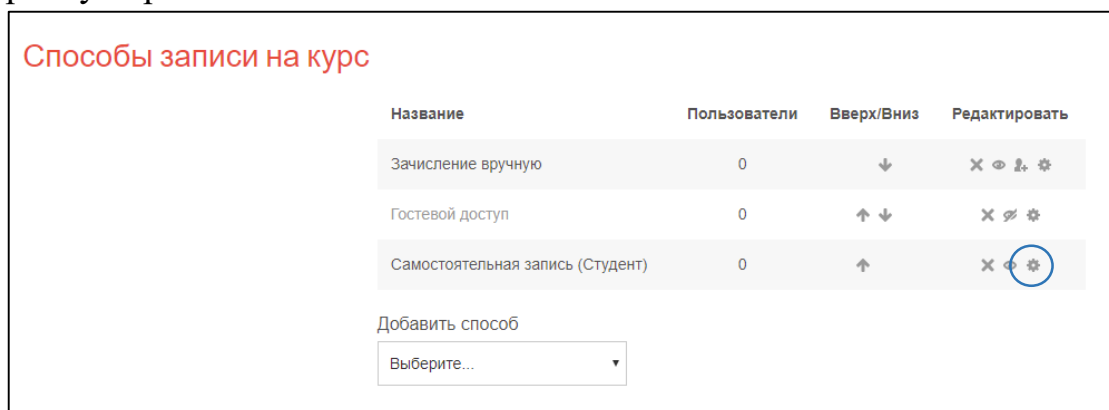 Способы записи на курс
Название Пользователи Вверх/Вниз Редактировать
Зачисление вручную 0
Гостевой доступ 0
Самостоятельная запись (Студент) 0
Добавить способ
Выберите...